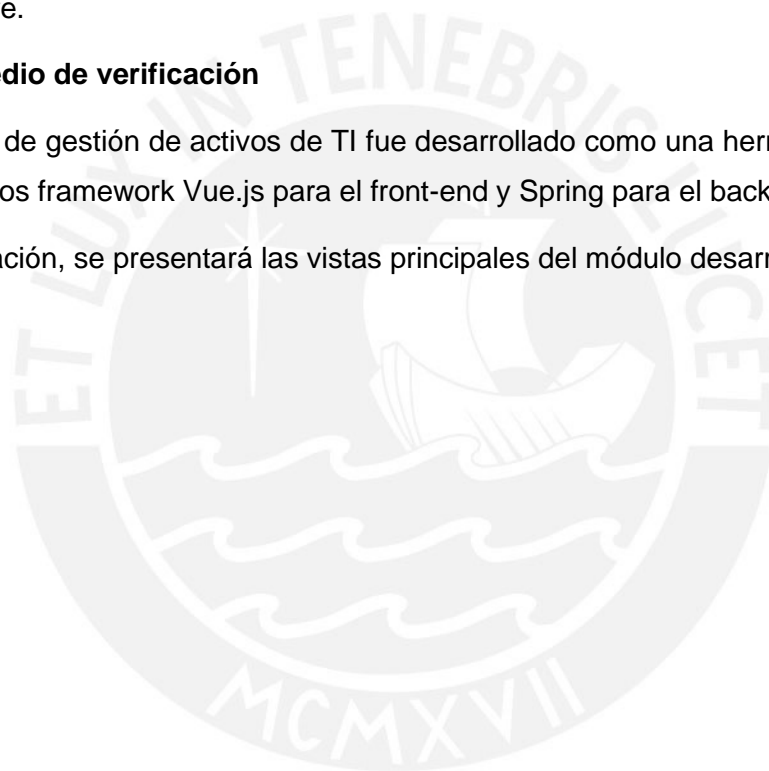 e.
edio de verificación
de gestión de activos de TI fue desarrollado como una her
os framework Vue.js para el front-end y Spring para el back
ación, se presentará las vistas principales del módulo desarr
ET LUX IN TENEBRIS LUCET
MCMXVII